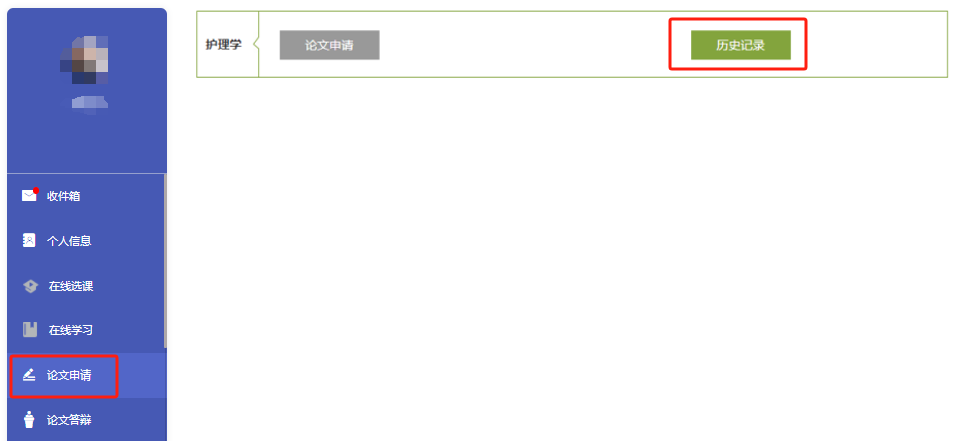 护理学 论文申请 历史记录
收件箱
个人信息
在线选课
在线学习
论文申请
论文答辩